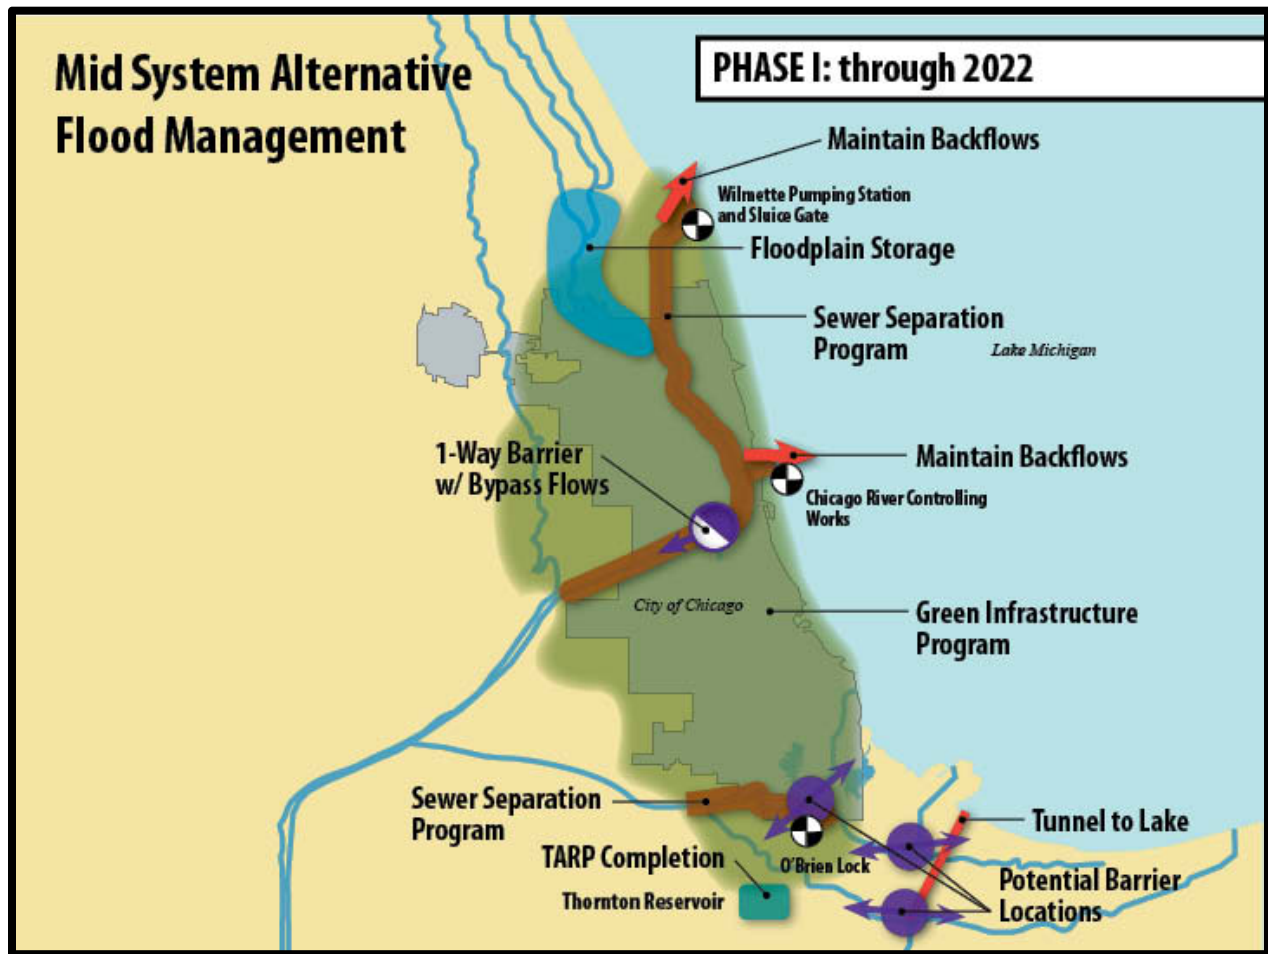 Mid System Alternative
Flood Management
PHASE I: through 2022
Maintain Backflows
Wilmette Pumping Station
and Sluice Gate
Floodplain Storage
Sewer Separation
Program
Lake Michigan
1-Way Barrier
w/ Bypass Flows
Maintain Backflows
Chicago River Controlling
Works
City of Chicago
Green Infrastructure
Program
Sewer Separation
Program
Tunnel to Lake
TARP Completion
O'Brien Lock
Thornton Reservoir
Potential Barrier
Locations